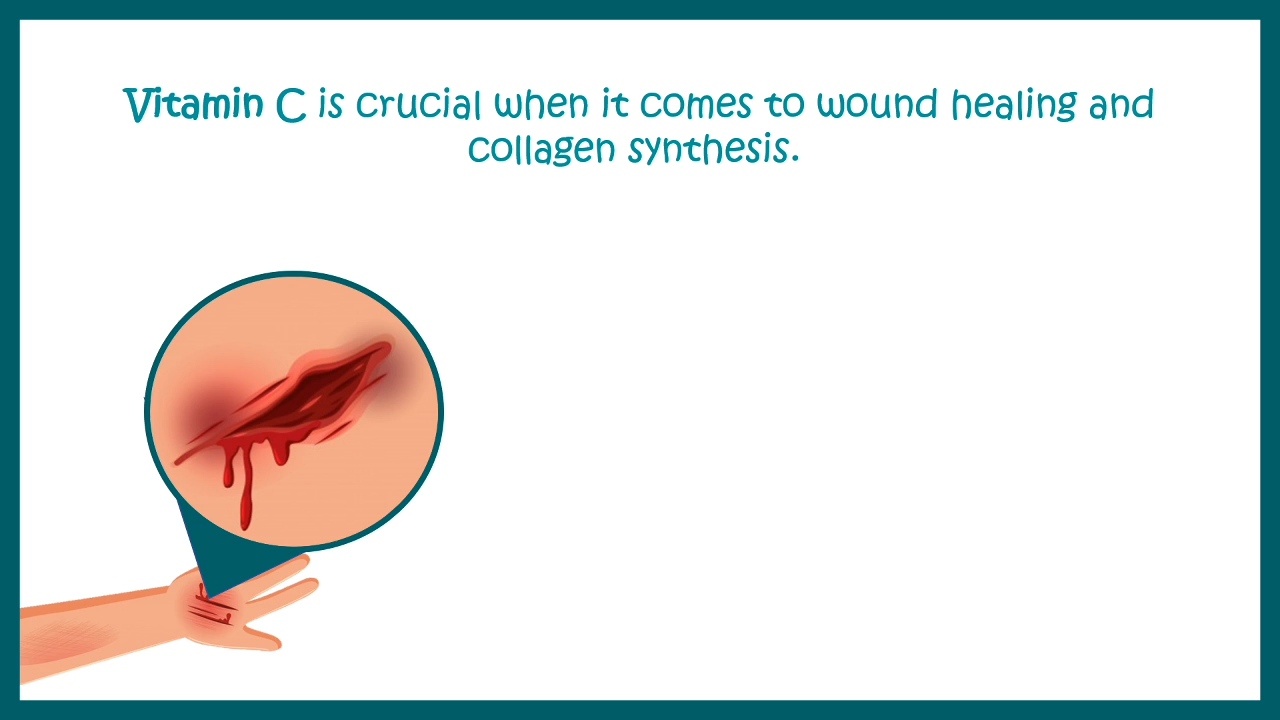 Vitamin C is crucial when it comes to wound healing and
collagen synthesis.